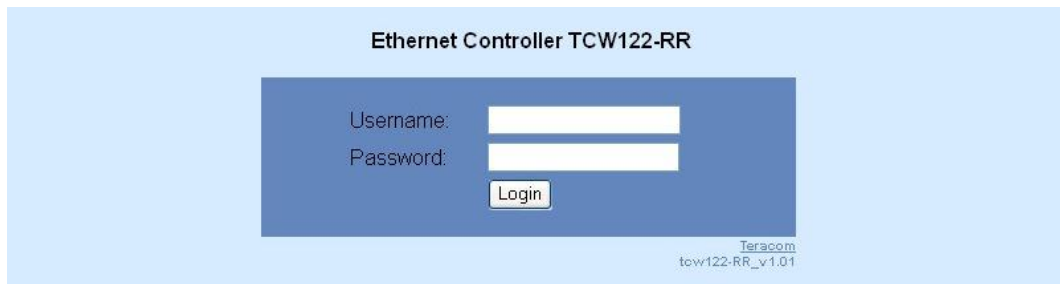 Ethernet Controller TCW122-RR
Username:
Password:
Login
Teracom
tcw122-RR_v1.01